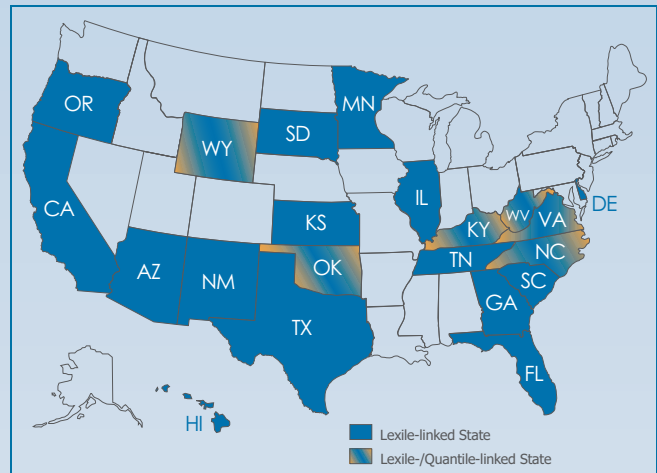 MN
OR
SD
WY
IL
CA
KS
KY
WV
VA
DE
AZ
NM
OK
TN
NC
SC
TX
GA
FL
HI
Lexile-linked State
Lexile-/Quantile-linked State